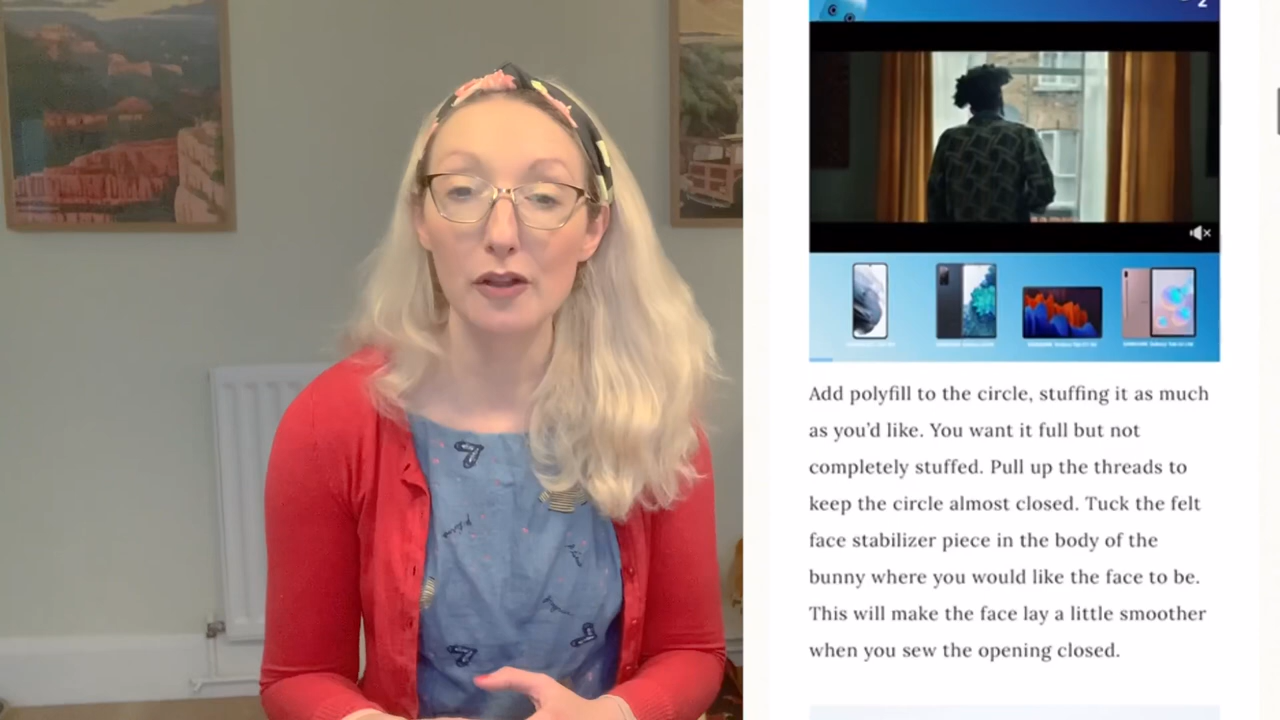 2
Add polyfill to the circle, stuffing it as much
as you'd like. You want it full but not
completely stuffed. Pull up the threads to
keep the circle almost closed. Tuck the felt
face stabilizer piece in the body of the
bunny where you would like the face to be.
This will make the face lay a little smoother
when you sew the opening closed.